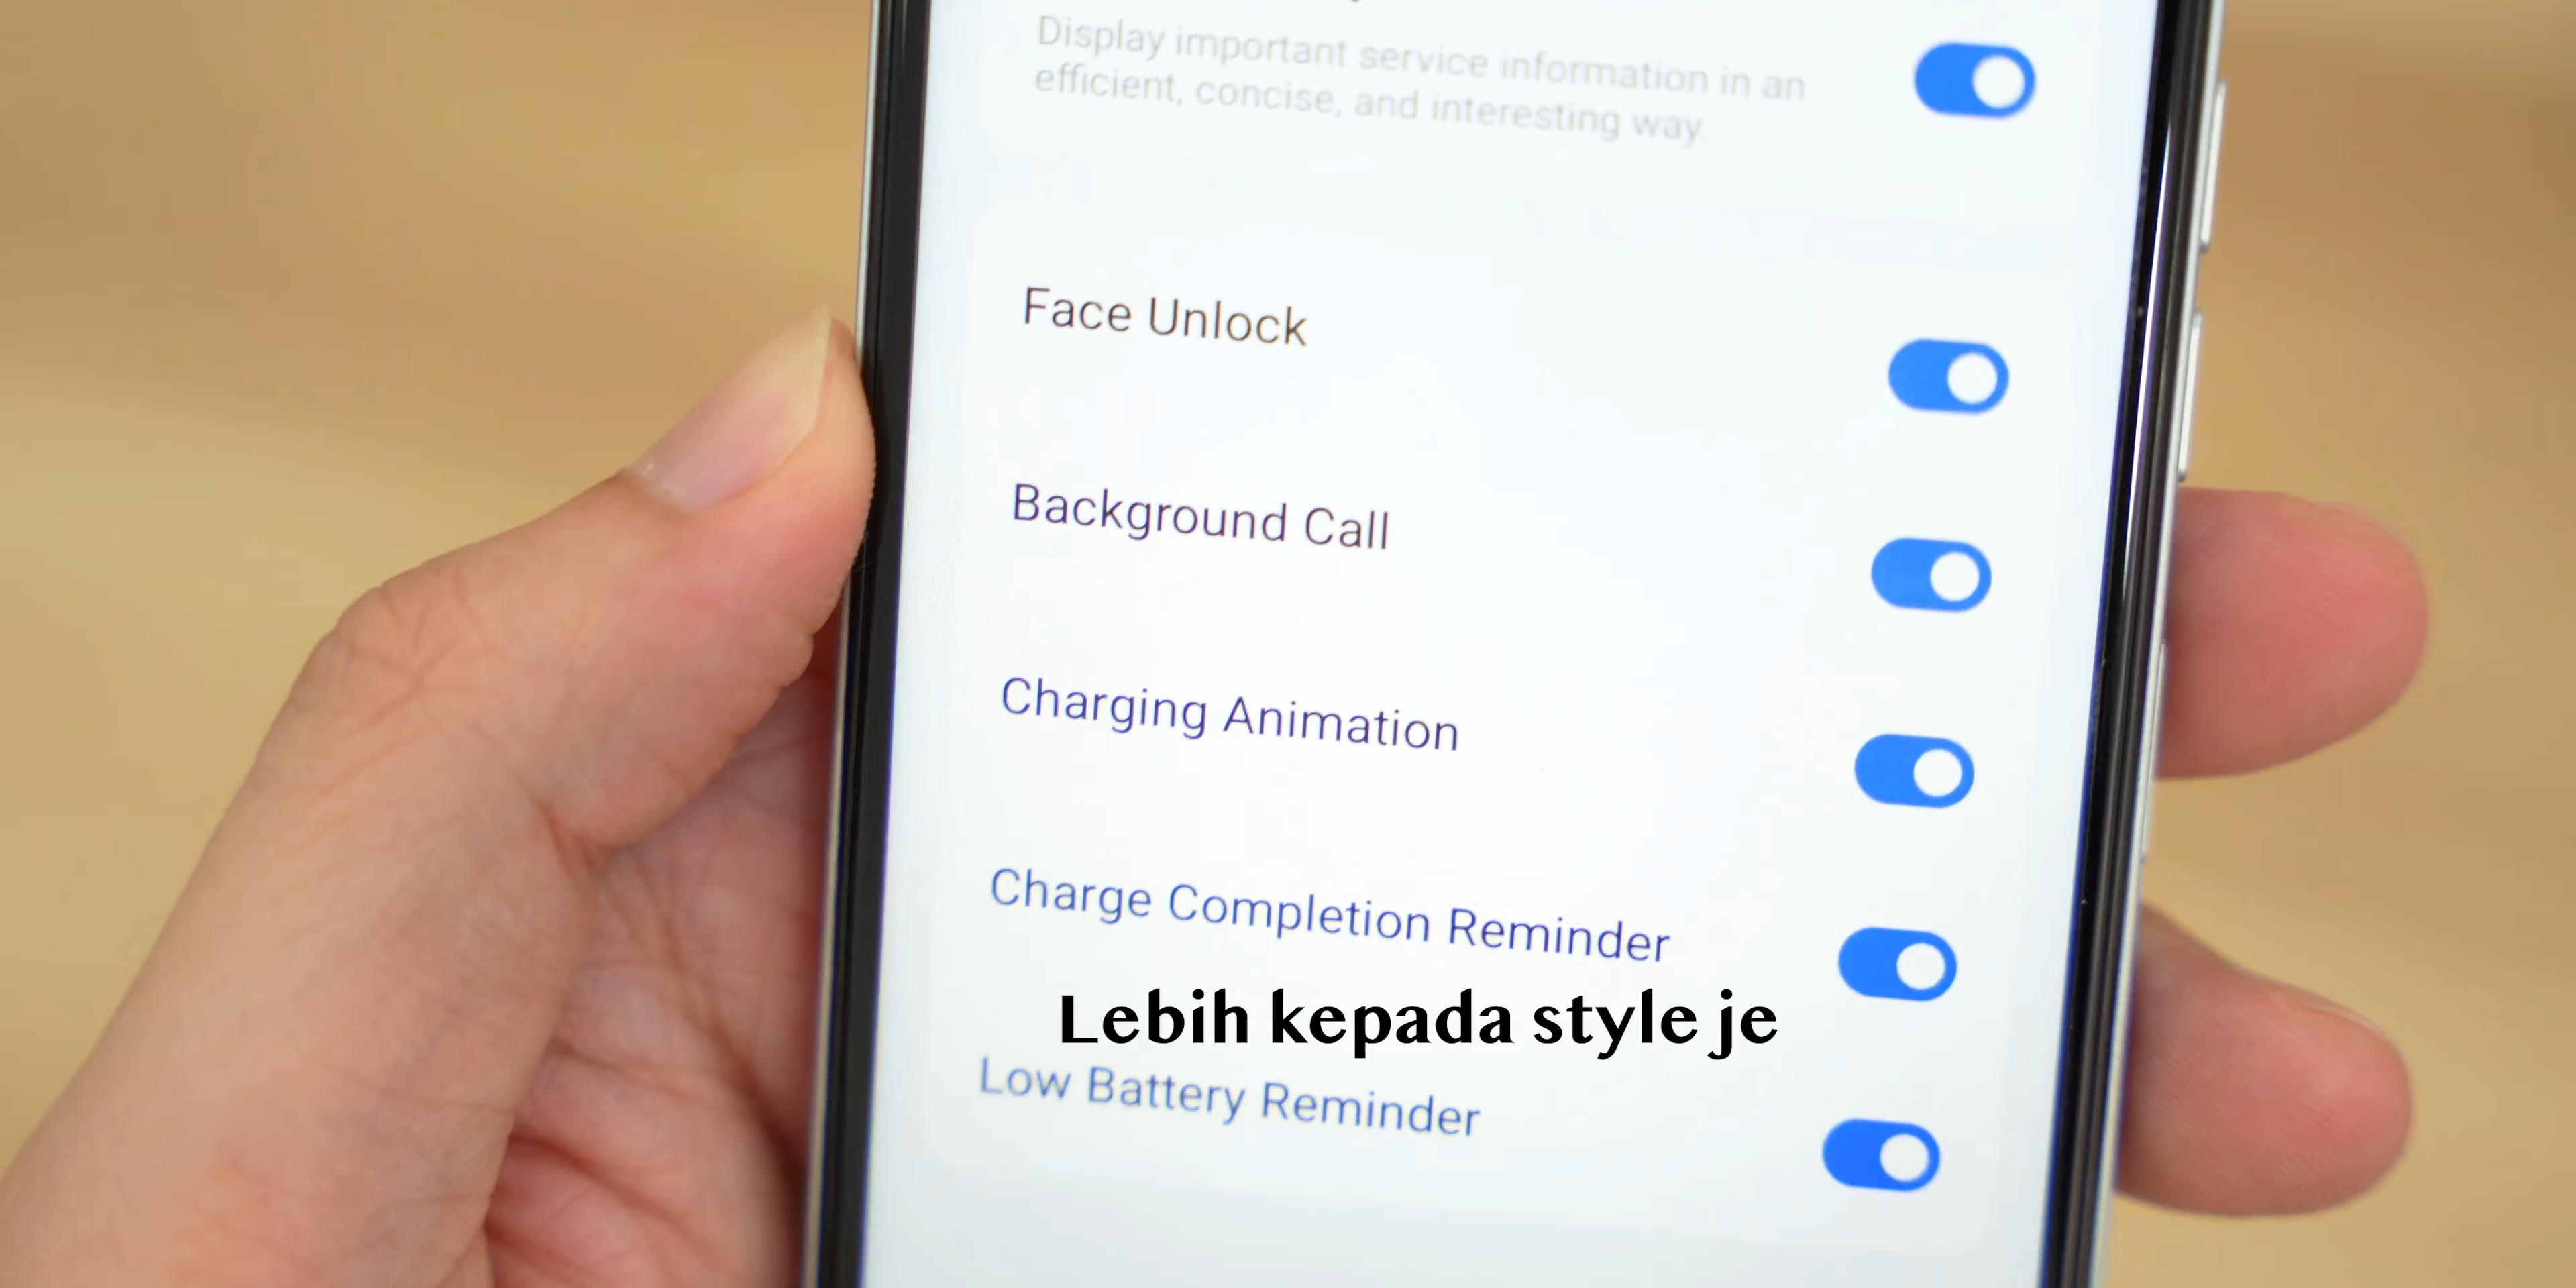 Display important service information in an
efficient, concise, and interesting way.
Face Unlock
Background Call
Charging Animation
Charge Completion Reminder
Lebih kepada style je
Low Battery Reminder